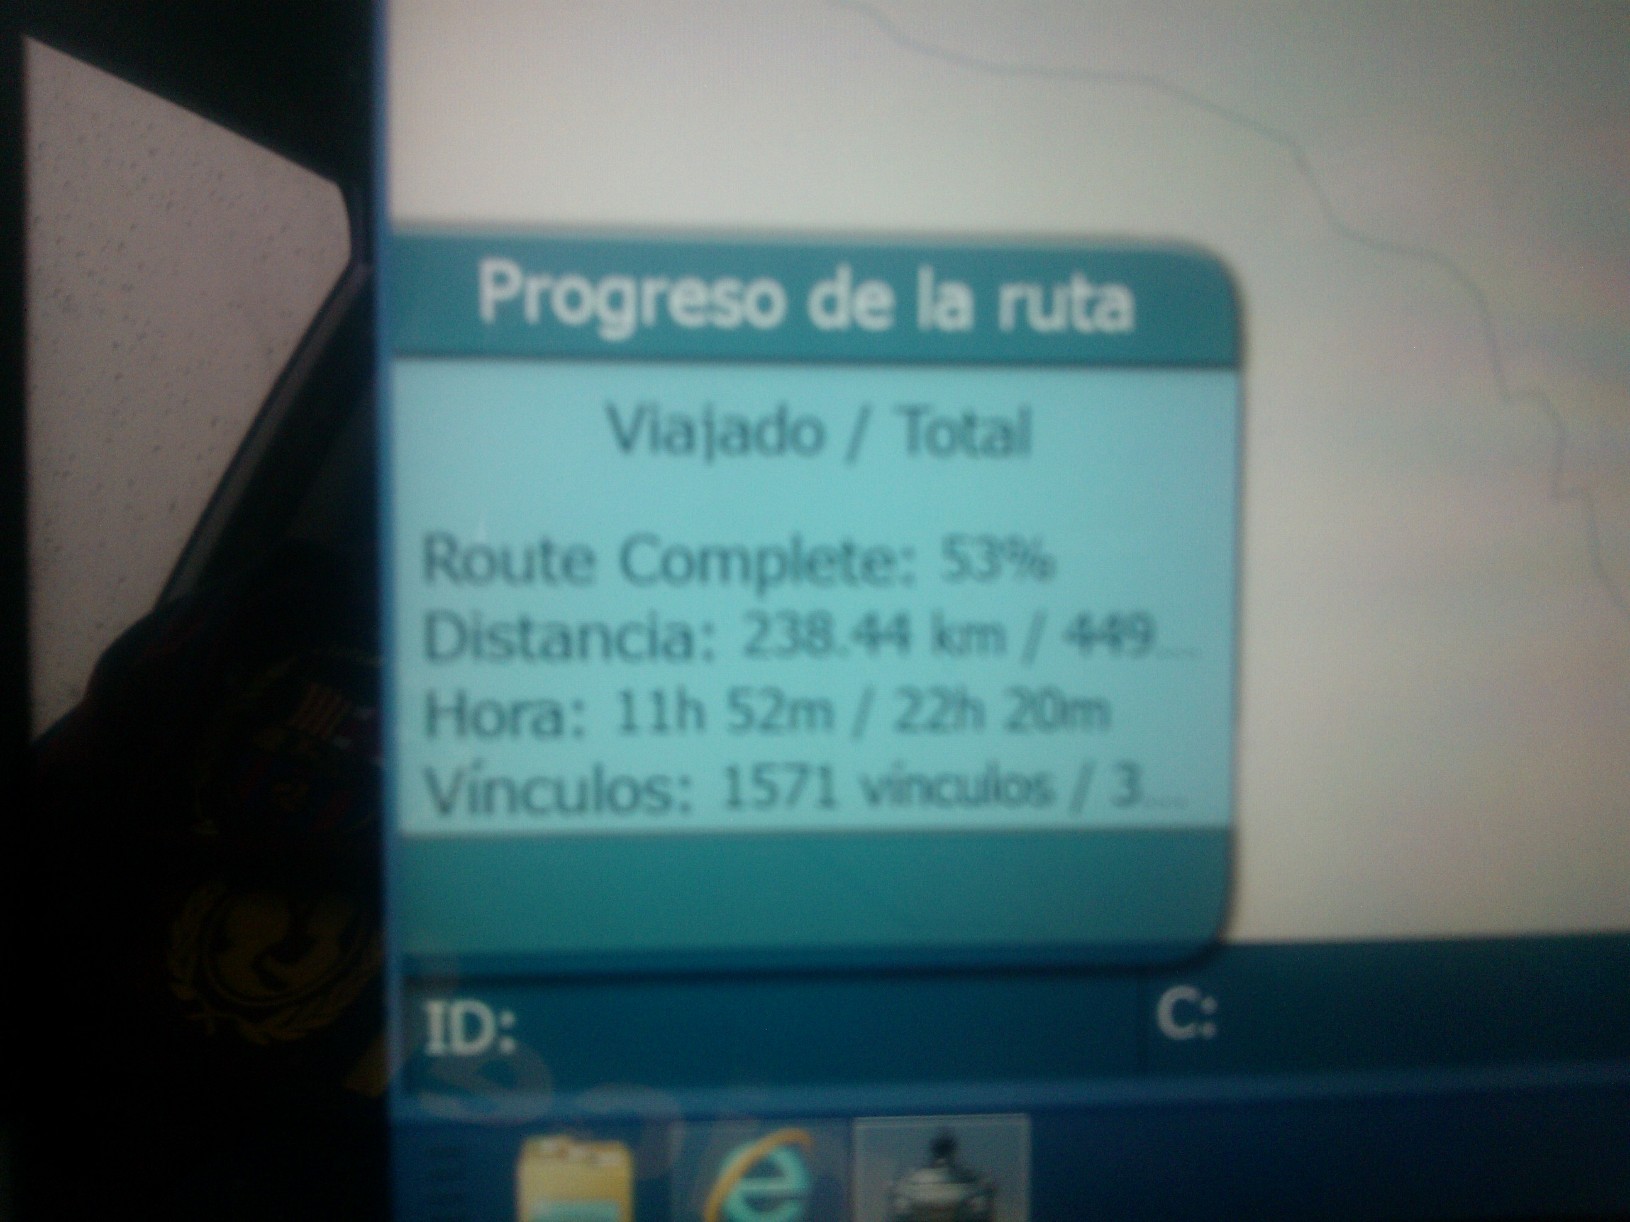 Progreso de la ruta
Viajado / Total
Route Complete: 53%
Distancia: 238.44 km / 449...
Hora: 11h 52m / 22h 20m
Vínculos: 1571 vínculos / 3...
ID:
C: